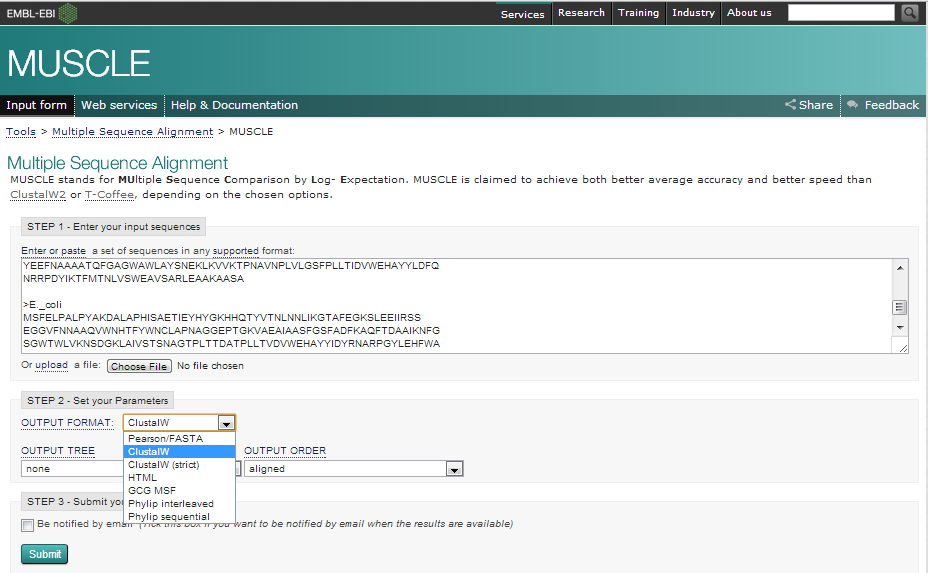 EMBL-EBI
Services Research Training Industry About us
MUSCLE
Input form Web services Help & Documentation Share Feedback
Tools > Multiple Sequence Alignment > MUSCLE
Multiple Sequence Alignment
MUSCLE stands for MUltiple Sequence Comparison by Log- Expectation. MUSCLE is claimed to achieve both better average accuracy and better speed than
ClustalW2 or T-Coffee, depending on the chosen options.
STEP 1 - Enter your input sequences
Enter or paste a set of sequences in any supported format:
YEEFNAAAATQFGAGWAWLAYSNEKLKVVKTPNAVNPLVLGSFPLLTIDVWEHAYYLDFQ
NRRPDYIKTFMTNLVSWEAVSARLEAAKAASA
>E._coli
MSFELPALPYAKDALAPHISAETIEYHYGKHHQTYVTNLNNLIKGTAFEGKSLEEIIRSS
EGGVFNNAAQVWNHTFYWNCLAPNAGGEPTGKVAEAIAASFGSFADFKAQFTDAAIKNFG
SGWTWLVKNSDGKLAIVSTSNAGTPLTTDATPLLTVDVWEHAYYIDYRNARPGYLEHFWA
Or upload a file: Choose File No file chosen
STEP 2 - Set your Parameters
OUTPUT FORMAT: ClustalW
Pearson/FASTA
ClustalW
ClustalW (strict)
HTML
GCG MSF
Phylip interleaved
Phylip sequential
OUTPUT TREE OUTPUT ORDER
none aligned
STEP 3 - Submit
Be notified by email (Tick this box if you want to be notified by email when the results are available)
Submit